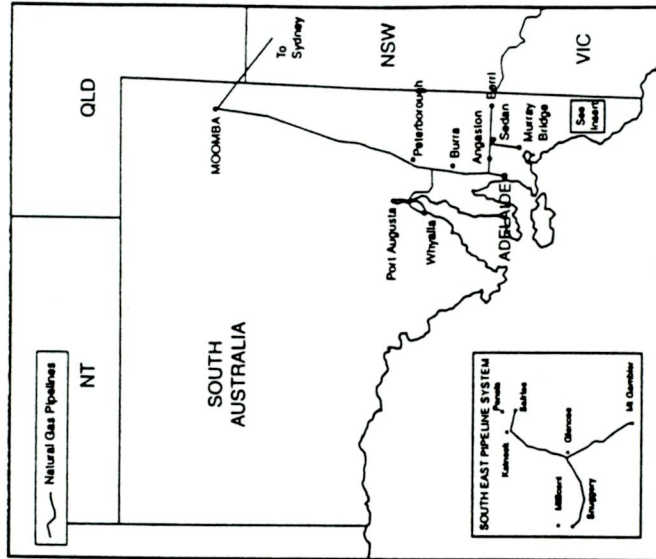 Natural Gas Pipelines
NT
QLD
SOUTH
AUSTRALIA
MOOMBA
To
Sydney
NSW
Peterborough
Burra
Port Augusta
Whyalla
Angaston
Berri
Sedan
ADELAIDE
Murray
Bridge
See
Insert
VIC
SOUTH EAST PIPELINE SYSTEM
Katnook
Safries
Glencoe
Millicent
Snuggery
Mt Gambier